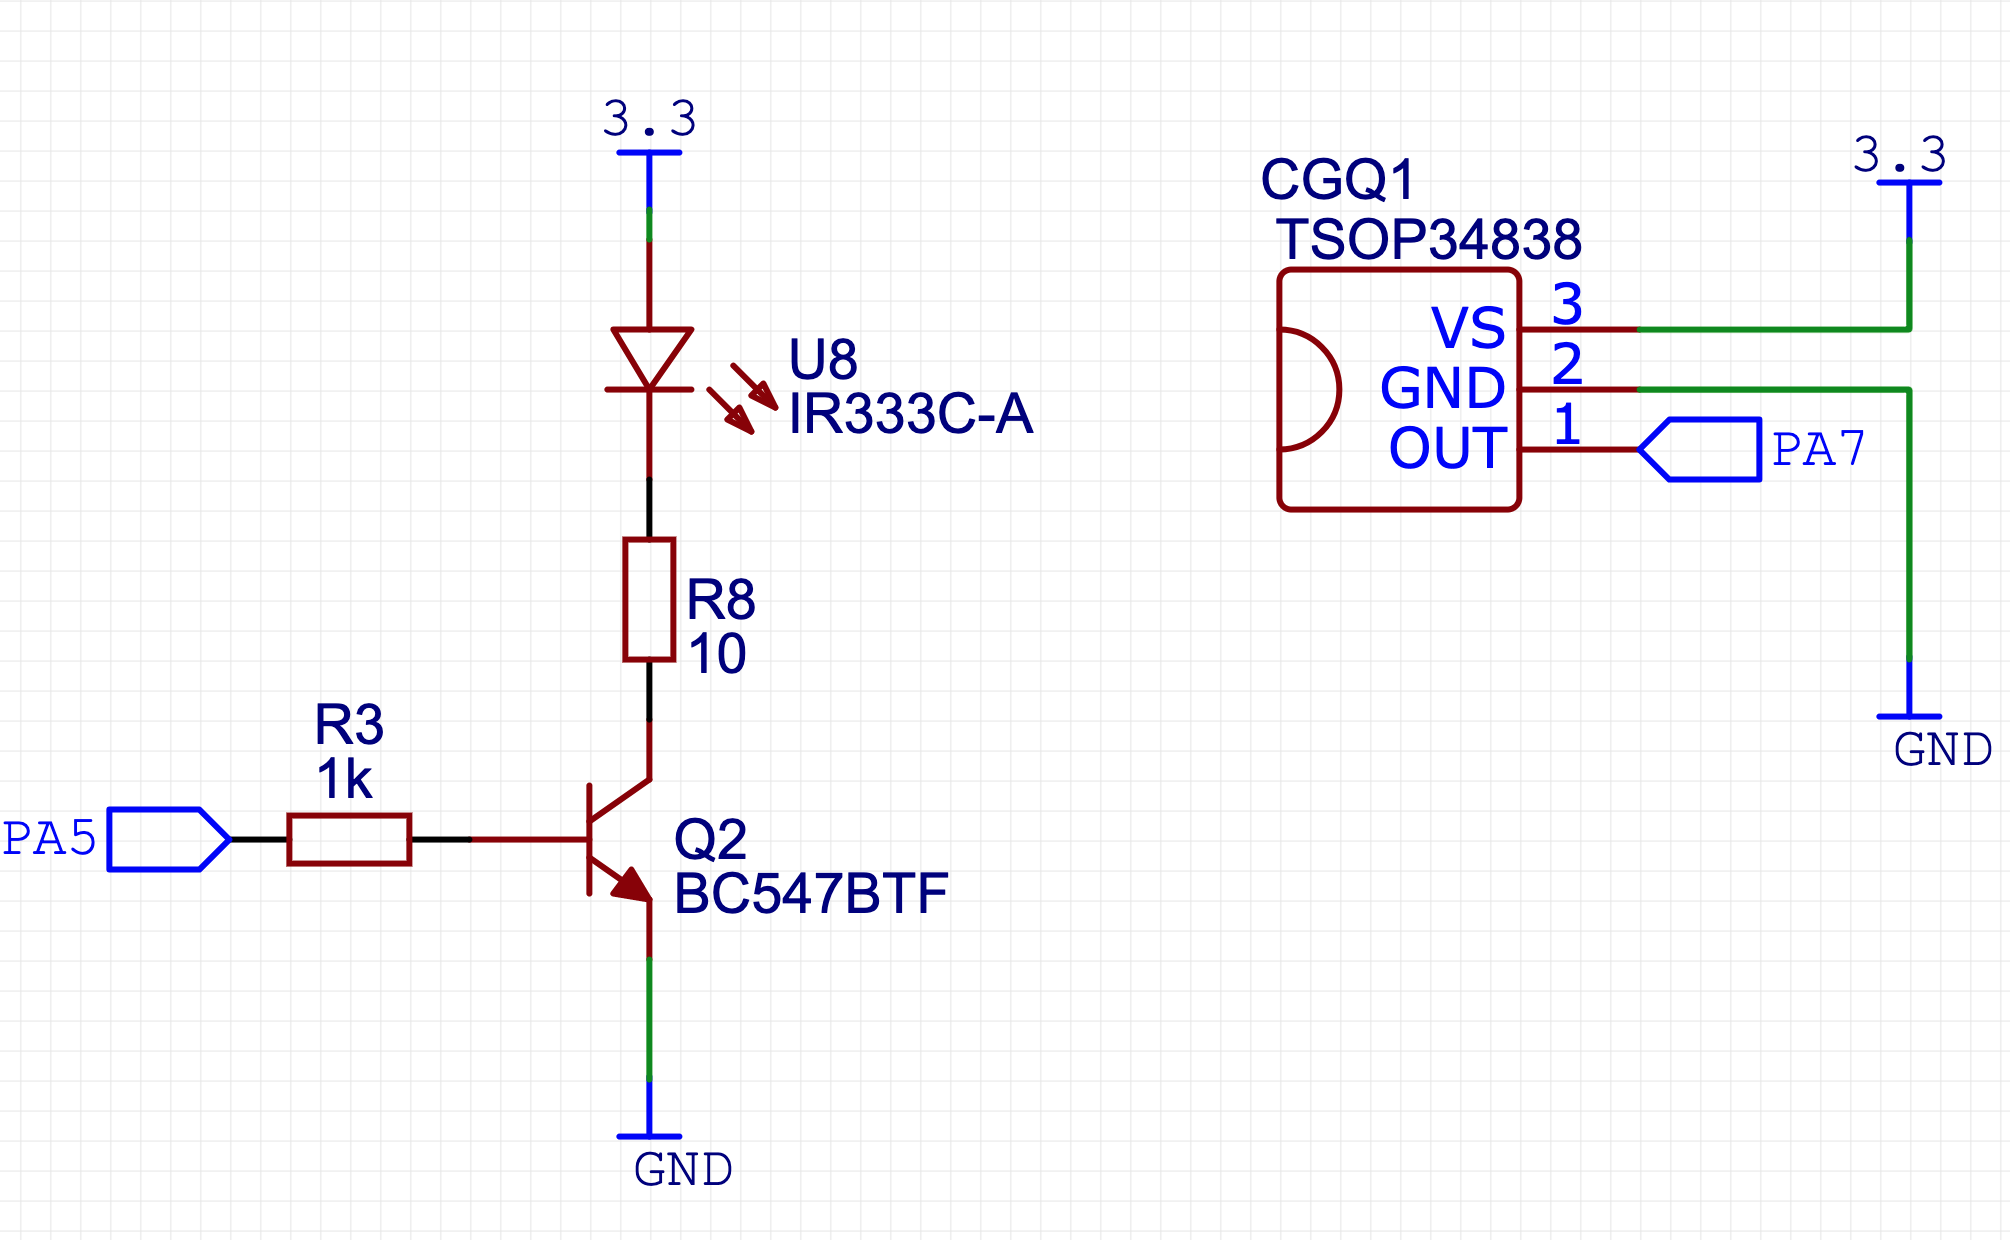 3.3
U8
IR333C-A
R8
10
R3
1k
PA5
Q2
BC547BTF
GND
CGQ1
TSOP34838
3.3
VS 3
GND 2
OUT 1
PA7
GND